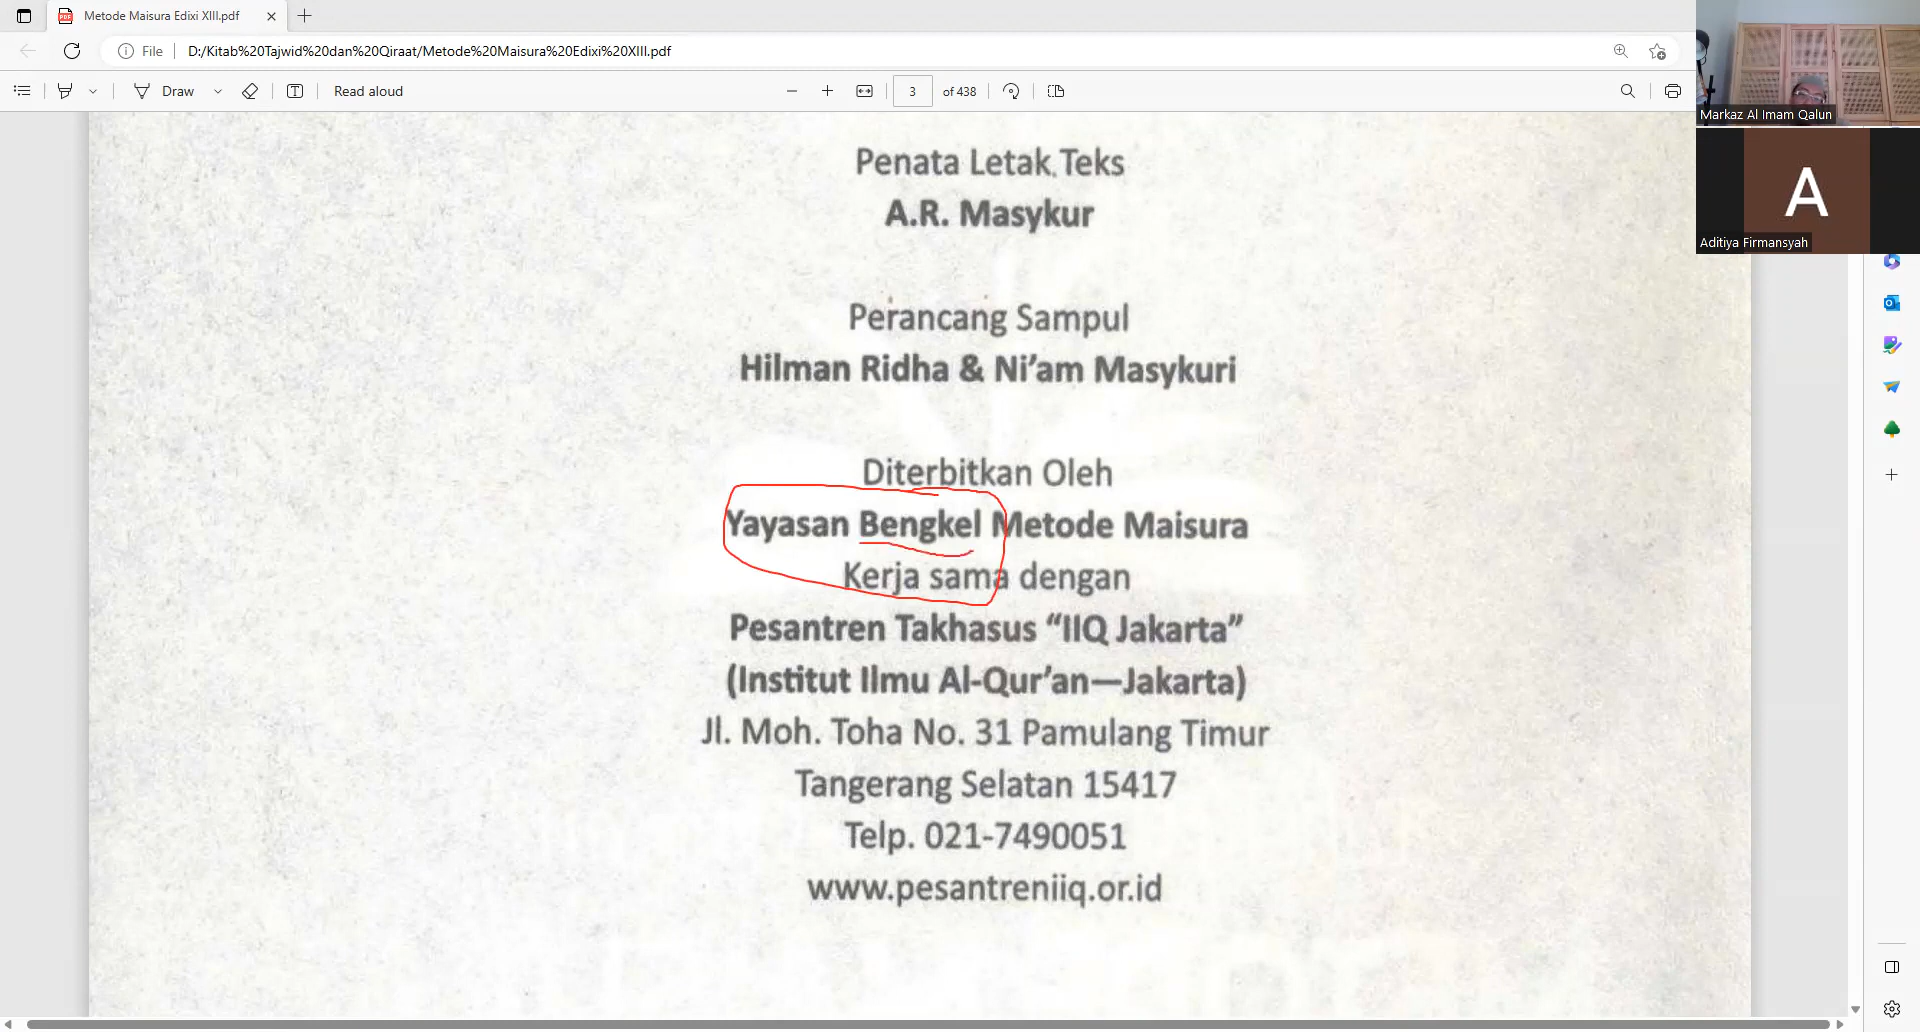 Metode Maisura Edixi XIII.pdf
File
D:/Kitab%20Tajwid%20dan%20Qiraat/Metode%20Maisura%20Edixi%20XIII.pdf
Draw
Read aloud
3
of 438
Markaz Al Imam Qalun
A
Aditiya Firmansyah
Penata Letak Teks
A.R. Masykur
Perancang Sampul
Hilman Ridha & Ni’am Masykuri
Diterbitkan Oleh
Yayasan Bengkel Metode Maisura
Kerja sama dengan
Pesantren Takhasus “IIQ Jakarta”
(Institut Ilmu Al-Qur’an—Jakarta)
Jl. Moh. Toha No. 31 Pamulang Timur
Tangerang Selatan 15417
Telp. 021-7490051
www.pesantreniiq.or.id